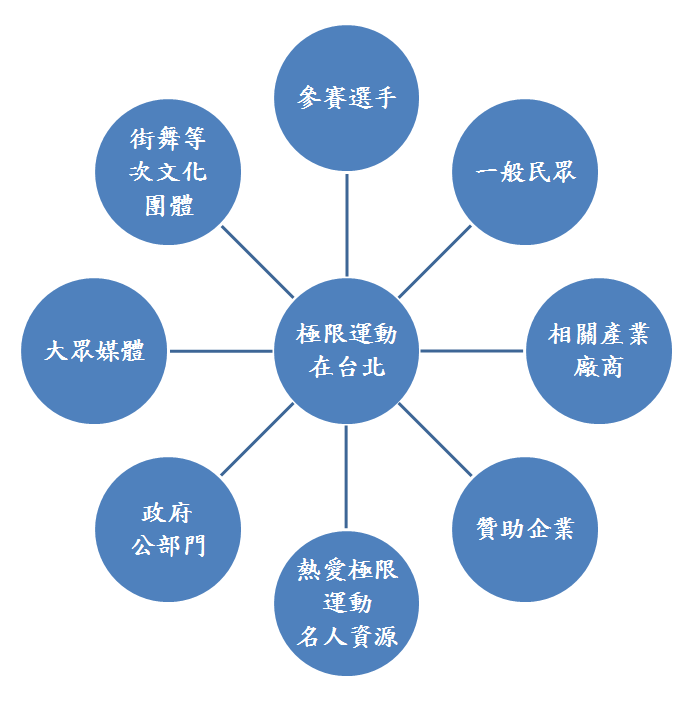 參賽選手
街舞等
次文化
團體
一般民眾
大眾媒體
極限運動
在台北
相關產業
廠商
政府
公部門
贊助企業
熱愛極限
運動
名人資源